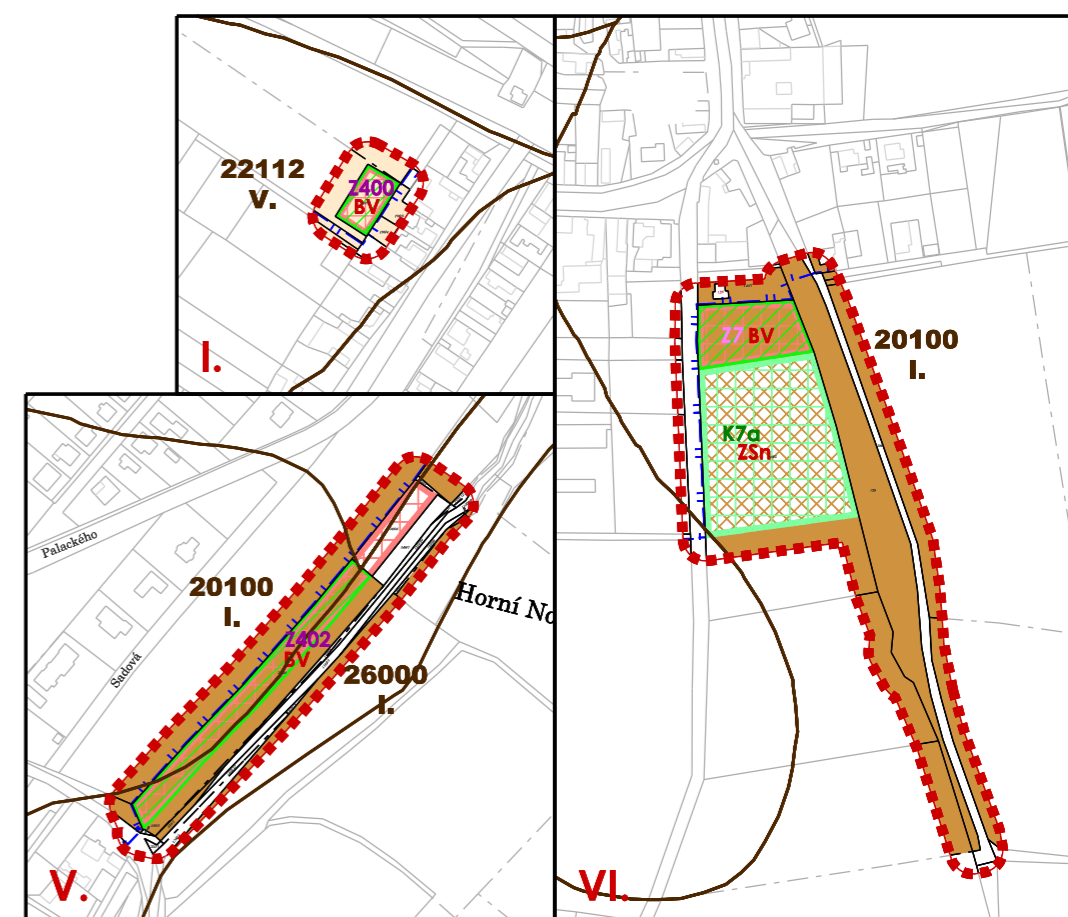 22112
V.
Z400
BV
I.
Z7 BV
20100
I.
K7a
ZSn
Palackého
20100
I.
Horní No
Z402
BV
Sadová
26000
I.
V.
VI.